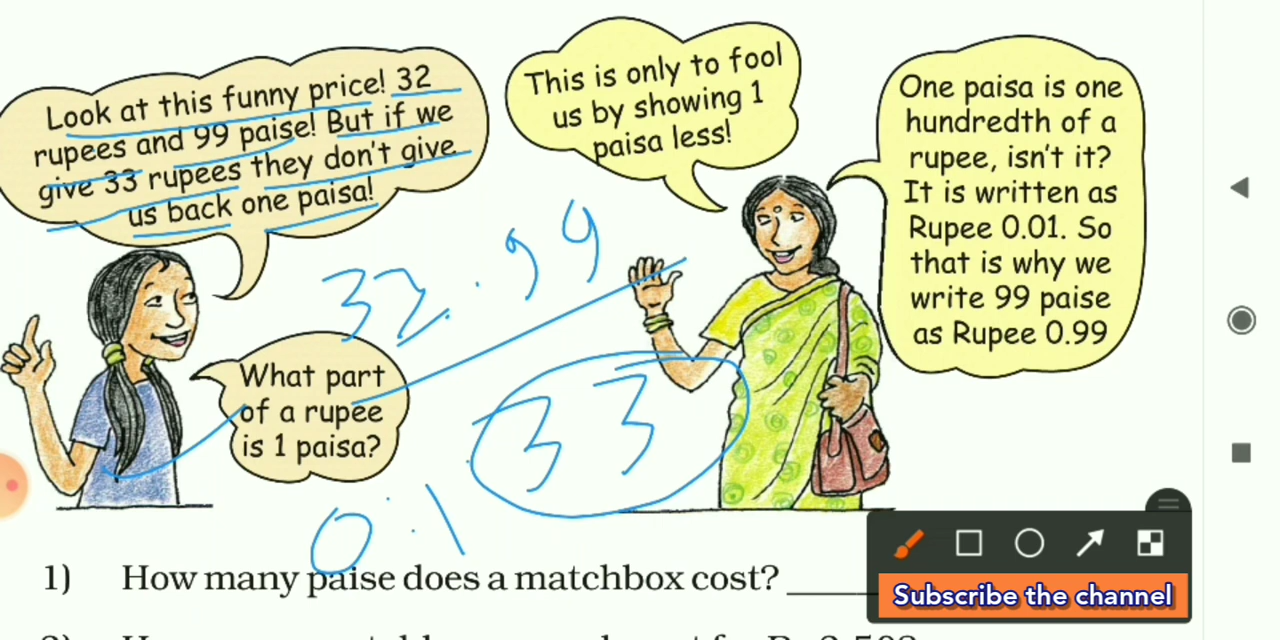 Look at this funny price! 32
rupees and 99 paise! But if we
give 33 rupees they don't give
us back one paisa!
This is only to fool
us by showing 1
paisa less!
One paisa is one
hundredth of a
rupee, isn't it?
It is written as
Rupee 0.01. So
that is why we
write 99 paise
as Rupee 0.99
32.99
What part
of a rupee
is 1 paisa?
33
0.1
1) How many paise does a matchbox cost?
Subscribe the channel